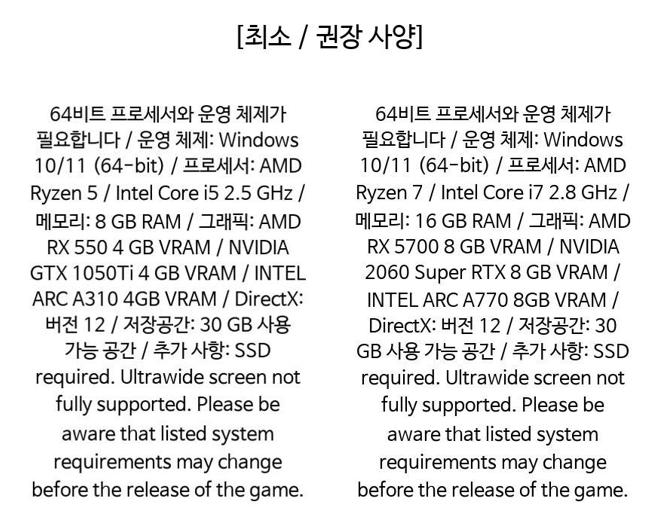 [최소 / 권장 사양]
64비트 프로세서와 운영 체제가
필요합니다 / 운영 체제: Windows
10/11 (64-bit) / 프로세서: AMD
Ryzen 5 / Intel Core i5 2.5 GHz /
메모리: 8 GB RAM / 그래픽: AMD
RX 550 4 GB VRAM / NVIDIA
GTX 1050Ti 4 GB VRAM / INTEL
ARC A310 4GB VRAM / DirectX:
버전 12 / 저장공간: 30 GB 사용
가능 공간 / 추가 사항: SSD
required. Ultrawide screen not
fully supported. Please be
aware that listed system
requirements may change
before the release of the game.
64비트 프로세서와 운영 체제가
필요합니다 / 운영 체제: Windows
10/11 (64-bit) / 프로세서: AMD
Ryzen 7 / Intel Core i7 2.8 GHz /
메모리: 16 GB RAM / 그래픽: AMD
RX 5700 8 GB VRAM / NVIDIA
2060 Super RTX 8 GB VRAM /
INTEL ARC A770 8GB VRAM /
DirectX: 버전 12 / 저장공간: 30
GB 사용 가능 공간 / 추가 사항: SSD
required. Ultrawide screen not
fully supported. Please be
aware that listed system
requirements may change
before the release of the game.